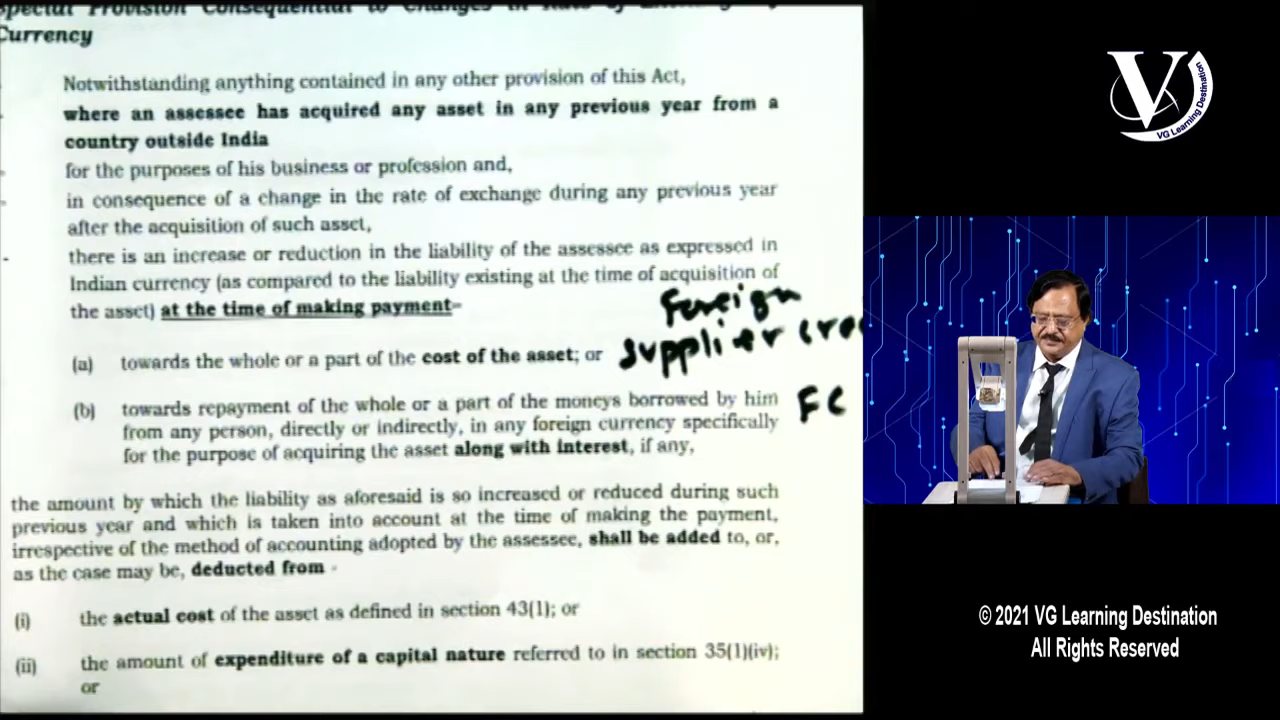 Special Provision Consequential to Changes in Rate of
Currency
Notwithstanding anything contained in any other provision of this Act,
where an assessee has acquired any asset in any previous year from a
country outside India
for the purposes of his business or profession and,
in consequence of a change in the rate of exchange during any previous year
after the acquisition of such asset,
there is an increase or reduction in the liability of the assessee as expressed in
Indian currency (as compared to the liability existing at the time of acquisition of
the asset) at the time of making payment-
Foreign
(a) towards the whole or a part of the cost of the asset; or
supplier
(b) towards repayment of the whole or a part of the moneys borrowed by him
FC
from any person, directly or indirectly, in any foreign currency specifically
for the purpose of acquiring the asset along with interest, if any,
the amount by which the liability as aforesaid is so increased or reduced during such
previous year and which is taken into account at the time of making the payment,
irrespective of the method of accounting adopted by the assessee, shall be added to, or,
as the case may be, deducted from -
(i) the actual cost of the asset as defined in section 43(1); or
(ii) the amount of expenditure of a capital nature referred to in section 35(1)(iv);
or
V
VG Learning Destination
© 2021 VG Learning Destination
All Rights Reserved